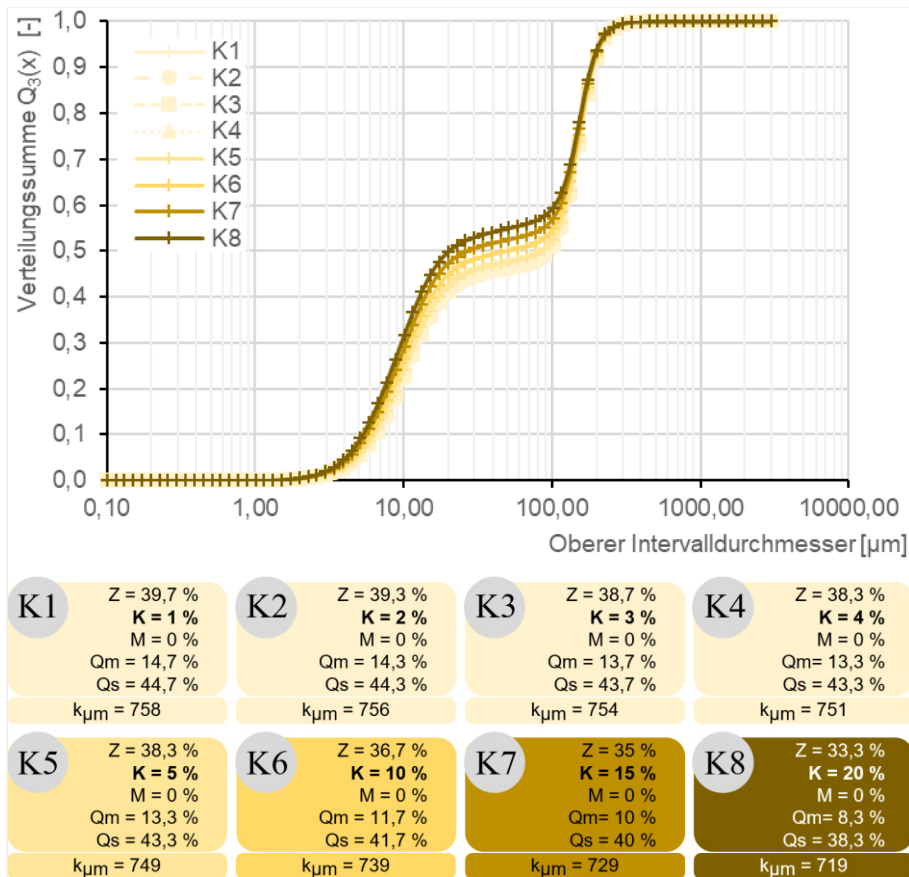 Verteilungssumme Q₃(x) [-]
1,0
0,9
0,8
0,7
0,6
0,5
0,4
0,3
0,2
0,1
0,0
K1
K2
K3
K4
K5
K6
K7
K8
0,10 1,00 10,00 100,00 1000,00 10000,00
Oberer Intervalldurchmesser [µm]
K1
Z = 39,7 %
K = 1 %
M = 0 %
Qm = 14,7 %
Qs = 44,7 %
kµm = 758
K2
Z = 39,3 %
K = 2 %
M = 0 %
Qm = 14,3 %
Qs = 44,3 %
kµm = 756
K3
Z = 38,7 %
K = 3 %
M = 0 %
Qm = 13,7 %
Qs = 43,7 %
kµm = 754
K4
Z = 38,3 %
K = 4 %
M = 0 %
Qm= 13,3 %
Qs = 43,3 %
kµm = 751
K5
Z = 38,3 %
K = 5 %
M = 0 %
Qm = 13,3 %
Qs = 43,3 %
kµm = 749
K6
Z = 36,7 %
K = 10 %
M = 0 %
Qm = 11,7 %
Qs = 41,7 %
kµm = 739
K7
Z = 35 %
K = 15 %
M = 0 %
Qm = 10 %
Qs = 40 %
kµm = 729
K8
Z = 33,3 %
K = 20 %
M = 0 %
Qm= 8,3 %
Qs = 38,3 %
kµm = 719